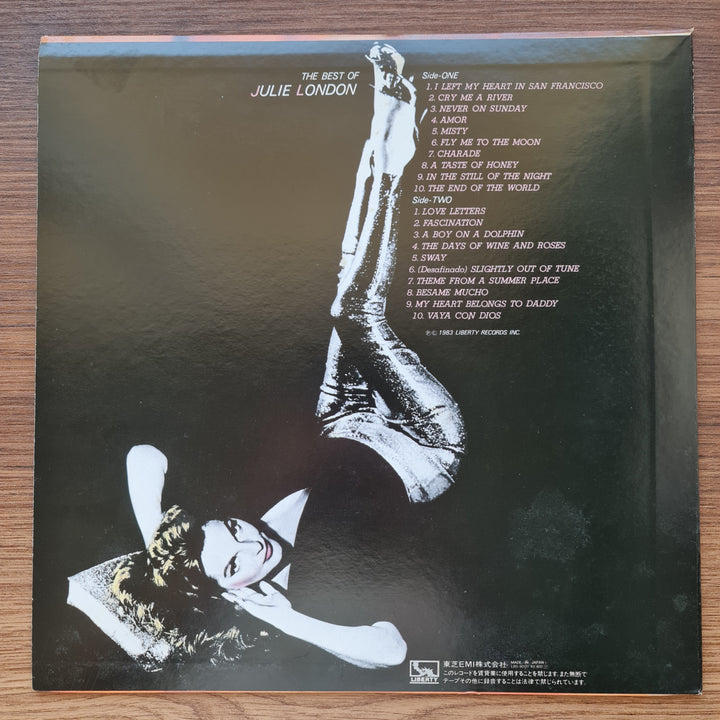 THE BEST OF
JULIE LONDON
Side-ONE
1. I LEFT MY HEART IN SAN FRANCISCO
2. CRY ME A RIVER
3. NEVER ON SUNDAY
4. AMOR
5. MISTY
6. FLY ME TO THE MOON
7. CHARADE
8. A TASTE OF HONEY
9. IN THE STILL OF THE NIGHT
10. THE END OF THE WORLD
Side-TWO
1. LOVE LETTERS
2. FASCINATION
3. A BOY ON A DOLPHIN
4. THE DAYS OF WINE AND ROSES
5. SWAY
6. (Desafinado) SLIGHTLY OUT OF TUNE
7. THEME FROM A SUMMER PLACE
8. BESAME MUCHO
9. MY HEART BELONGS TO DADDY
10. VAYA CON DIOS
℗© 1983 LIBERTY RECORDS INC.
LIBERTY
東芝EMI株式会社 MADE IN JAPAN
このレコードを賃貸業に使用することを禁じます.また無断で
テープその他に録音することは法律で禁じられています.